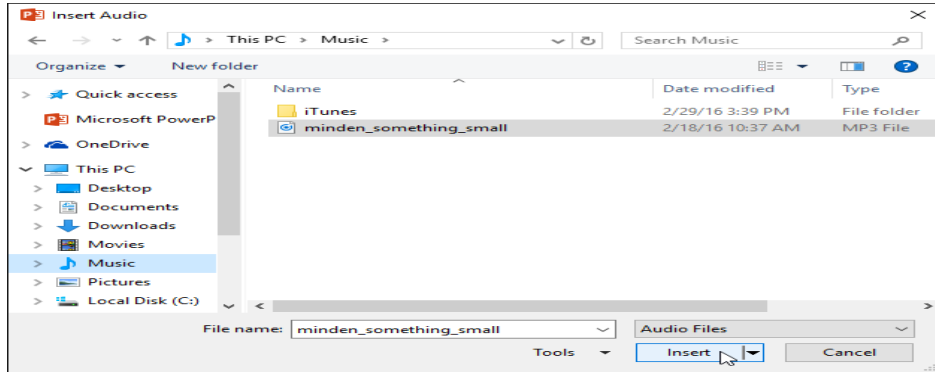 Insert Audio
This PC > Music >
Search Music
Organize
New folder
Name Date modified Type
Quick access
Microsoft PowerP
OneDrive
This PC
Desktop
Documents
Downloads
Movies
Music
Pictures
Local Disk (C:)
iTunes 2/29/16 3:39 PM File folder
minden_something_small 2/18/16 10:37 AM MP3 File
File name: minden_something_small Audio Files
Tools Insert Cancel